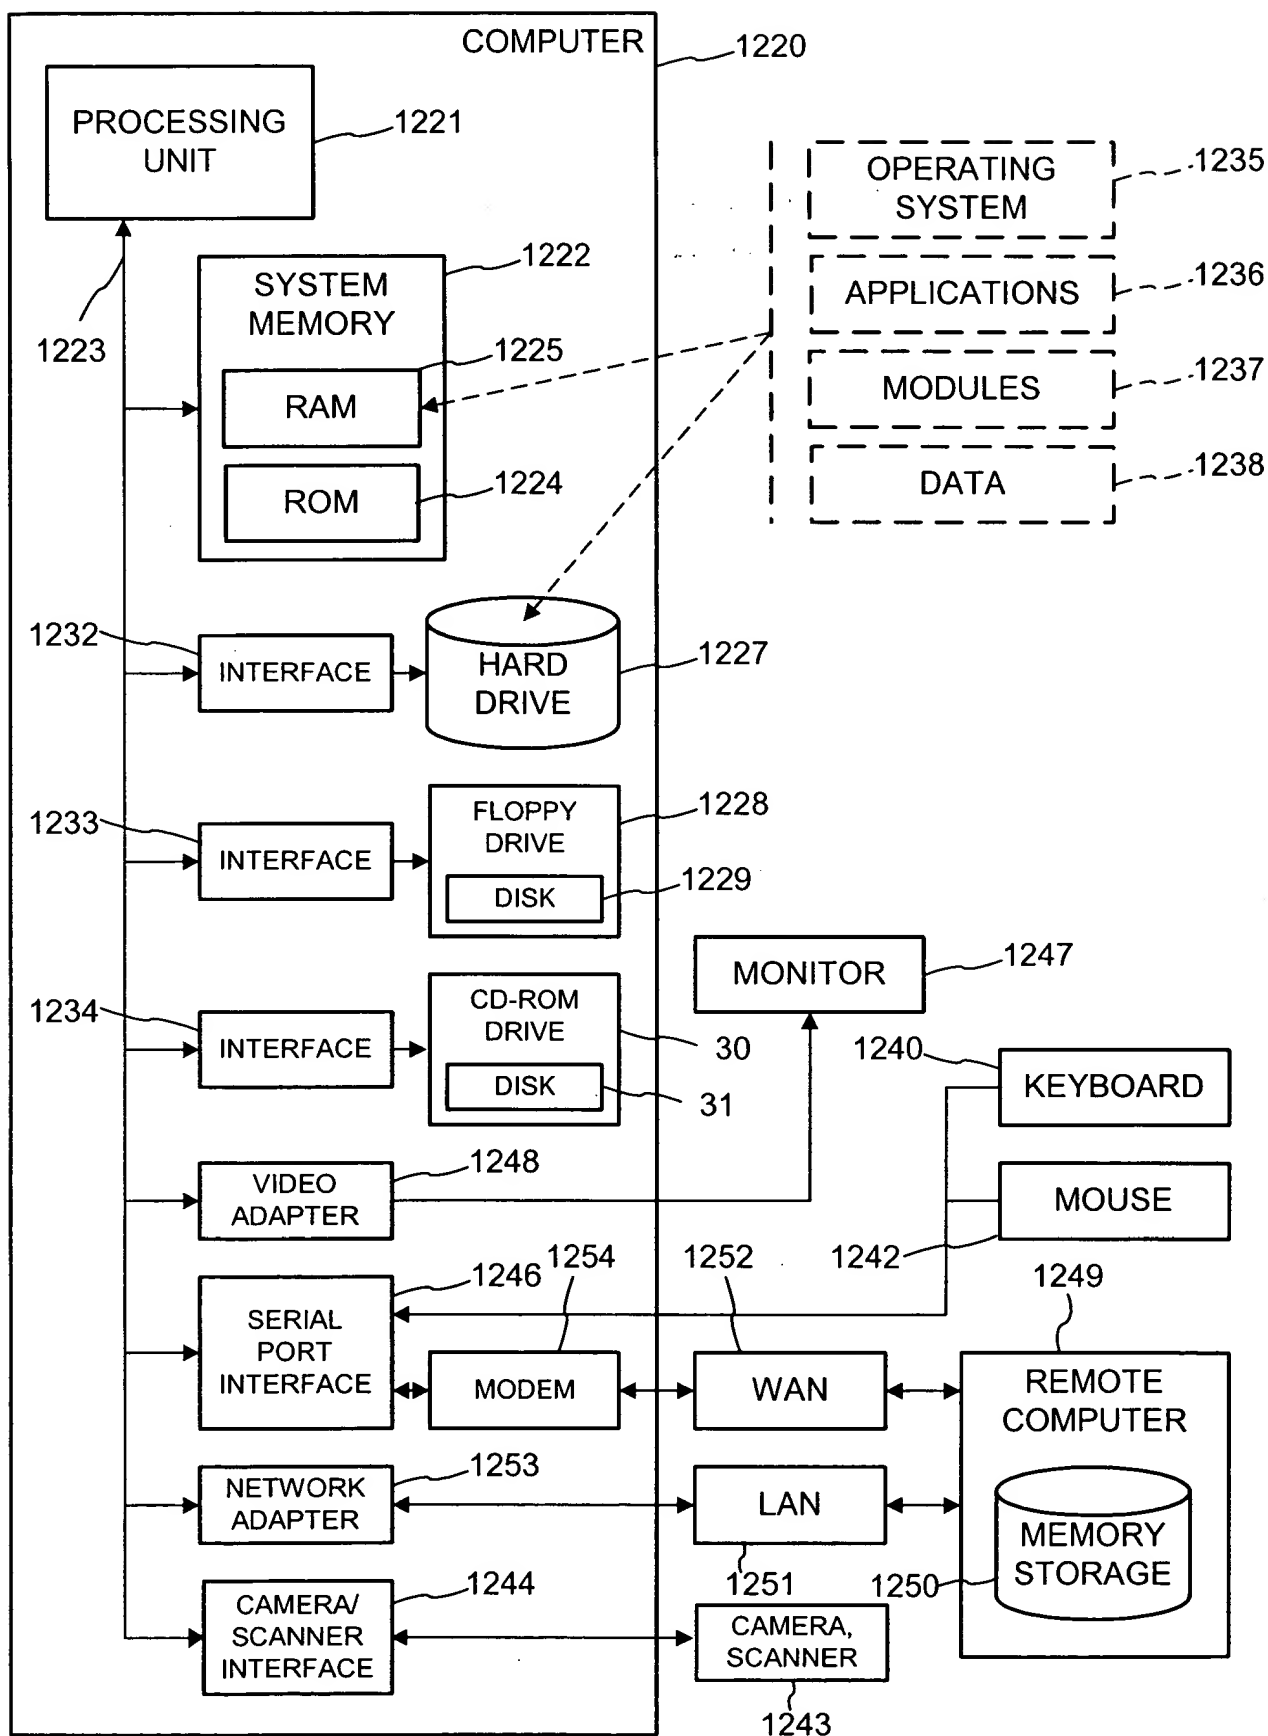 COMPUTER
1220
PROCESSING
UNIT
1221
OPERATING
SYSTEM
1235
1222
SYSTEM
MEMORY
APPLICATIONS
1236
1223
1225
RAM
MODULES
1237
ROM
1224
DATA
1238
1232
INTERFACE
HARD
DRIVE
1227
1233
INTERFACE
FLOPPY
DRIVE
1228
DISK
1229
MONITOR
1247
1234
INTERFACE
CD-ROM
DRIVE
30
DISK
31
1240
KEYBOARD
VIDEO
ADAPTER
1248
MOUSE
1242
1246
SERIAL
PORT
INTERFACE
1254
MODEM
1252
WAN
1249
REMOTE
COMPUTER
NETWORK
ADAPTER
1253
LAN
1251
MEMORY
STORAGE
1250
CAMERA/
SCANNER
INTERFACE
1244
CAMERA,
SCANNER
1243